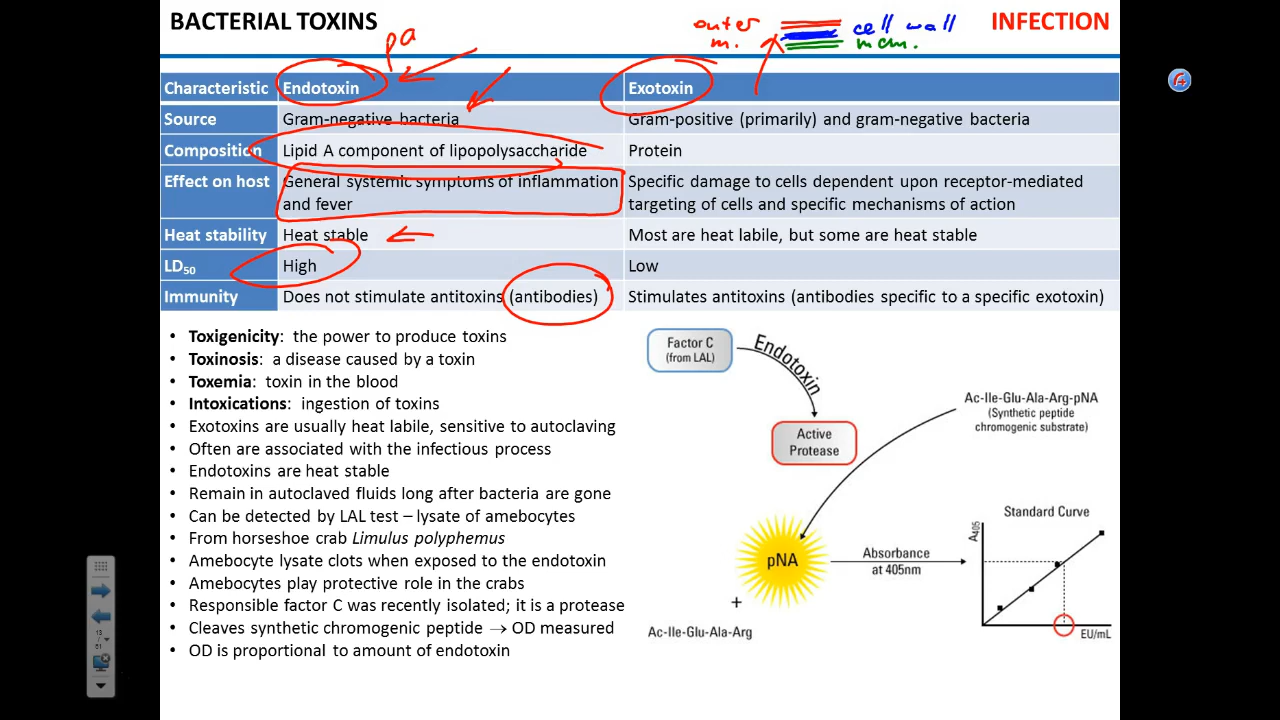 BACTERIAL TOXINS
outer
m.
cell wall
mem.
INFECTION
Characteristic Endotoxin Exotoxin
Source Gram-negative bacteria Gram-positive (primarily) and gram-negative bacteria
Composition Lipid A component of lipopolysaccharide Protein
Effect on host General systemic symptoms of inflammation and fever Specific damage to cells dependent upon receptor-mediated targeting of cells and specific mechanisms of action
Heat stability Heat stable Most are heat labile, but some are heat stable
LD50 High Low
Immunity Does not stimulate antitoxins (antibodies) Stimulates antitoxins (antibodies specific to a specific exotoxin)
• Toxigenicity: the power to produce toxins
• Toxinosis: a disease caused by a toxin
• Toxemia: toxin in the blood
• Intoxications: ingestion of toxins
• Exotoxins are usually heat labile, sensitive to autoclaving
• Often are associated with the infectious process
• Endotoxins are heat stable
• Remain in autoclaved fluids long after bacteria are gone
• Can be detected by LAL test – lysate of amebocytes
• From horseshoe crab Limulus polyphemus
• Amebocyte lysate clots when exposed to the endotoxin
• Amebocytes play protective role in the crabs
• Responsible factor C was recently isolated; it is a protease
• Cleaves synthetic chromogenic peptide → OD measured
• OD is proportional to amount of endotoxin
Factor C
(from LAL)
Endotoxin
Active
Protease
Ac-Ile-Glu-Ala-Arg-pNA
(Synthetic peptide
chromogenic substrate)
pNA
+
Ac-Ile-Glu-Ala-Arg
Absorbance
at 405nm
Standard Curve
A405
EU/mL
13
/
61